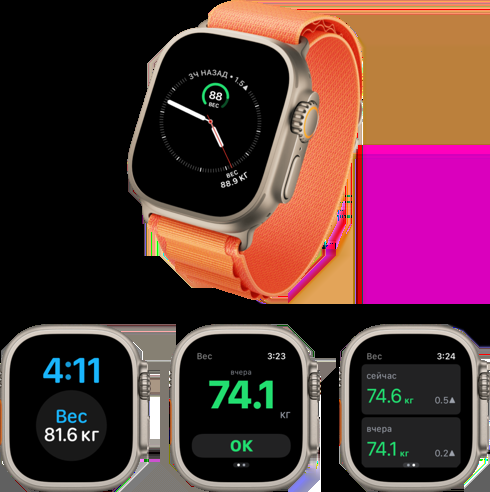 3Ч НАЗАД • 1.5▲
88
ВЕС
ВЕС
88.9 КГ
4:11
Вес
81.6 кг
Вес 3:23
вчера
74.1
КГ
OK
Вес 3:24
сейчас
74.6 кг 0.5▲
вчера
74.1 кг 0.2▲